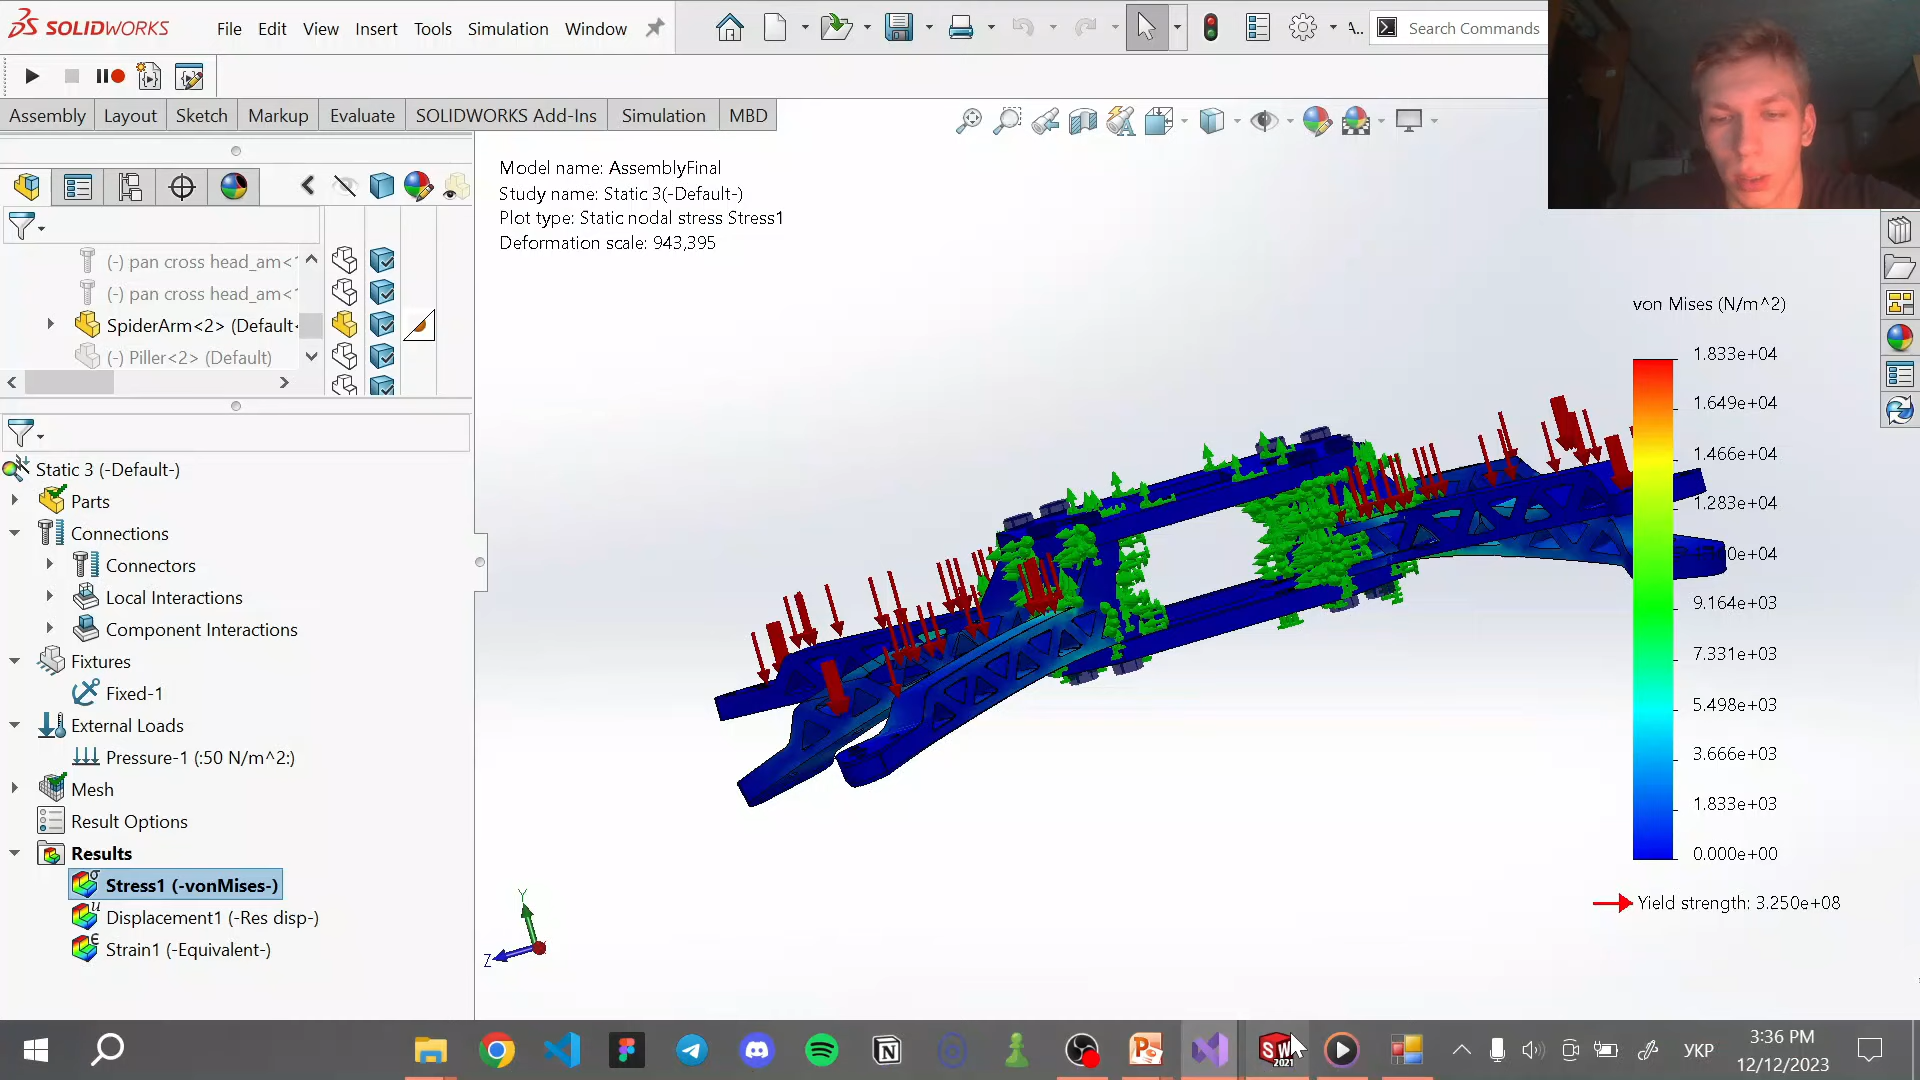 SOLIDWORKS
File Edit View Insert Tools Simulation Window
A..
Search Commands
Assembly Layout Sketch Markup Evaluate SOLIDWORKS Add-Ins Simulation MBD
Model name: AssemblyFinal
Study name: Static 3(-Default-)
Plot type: Static nodal stress Stress1
Deformation scale: 943,395
(-) pan cross head_am<1
(-) pan cross head_am<1
SpiderArm<2> (Default<
(-) Piller<2> (Default)
Static 3 (-Default-)
Parts
Connections
Connectors
Local Interactions
Component Interactions
Fixtures
Fixed-1
External Loads
Pressure-1 (:50 N/m^2:)
Mesh
Result Options
Results
Stress1 (-vonMises-)
Displacement1 (-Res disp-)
Strain1 (-Equivalent-)
von Mises (N/m^2)
1.833e+04
1.649e+04
1.466e+04
1.283e+04
0e+04
9.164e+03
7.331e+03
5.498e+03
3.666e+03
1.833e+03
0.000e+00
Yield strength: 3.250e+08
Y
Z
SW
2021
УКР
3:36 PM
12/12/2023